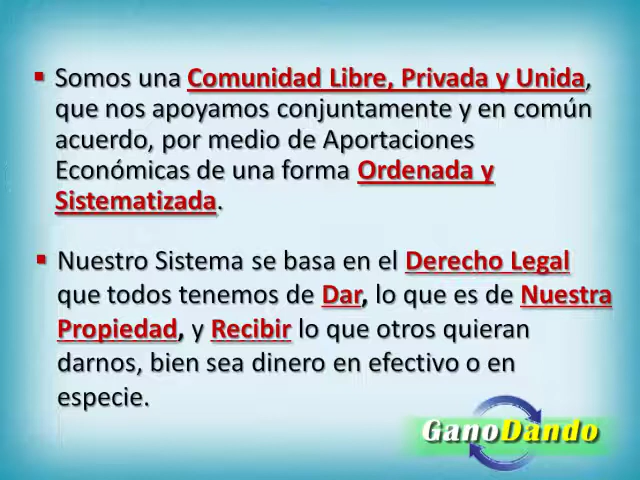 Somos una Comunidad Libre, Privada y Unida,
que nos apoyamos conjuntamente y en común
acuerdo, por medio de Aportaciones
Económicas de una forma Ordenada y
Sistematizada.
Nuestro Sistema se basa en el Derecho Legal
que todos tenemos de Dar, lo que es de Nuestra
Propiedad, y Recibir lo que otros quieran
darnos, bien sea dinero en efectivo o en
especie.
GanoDando